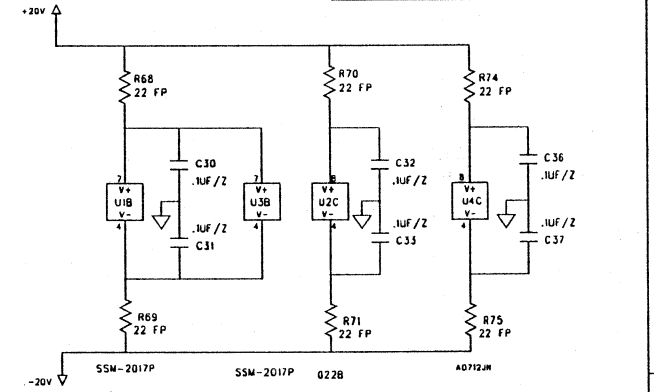 +20V
R68
22 FP
R70
22 FP
R74
22 FP
7
V+
U1B
V-
4
C30
.1UF/Z
.1UF/Z
C31
7
V+
U3B
V-
4
8
V+
U2C
V-
4
C32
.1UF/Z
.1UF/Z
C33
8
V+
U4C
V-
4
C36
.1UF/Z
.1UF/Z
C37
R69
22 FP
R71
22 FP
R75
22 FP
-20V
SSM-2017P
SSM-2017P
G22B
AD712JN